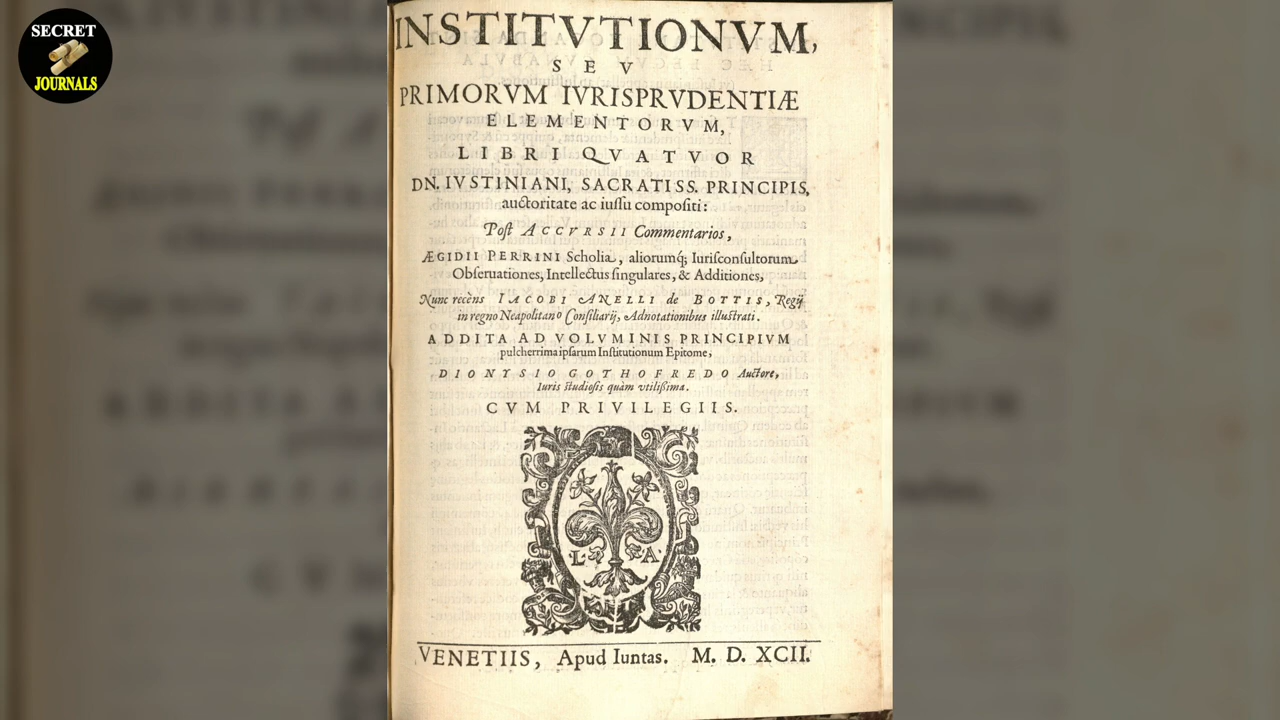 SECRET
JOURNALS
INSTITVTIONVM,
S E V
PRIMORVM IVRISPRVDENTIÆ
ELEMENTORVM,
LIBRI QVATVOR
DN. IVSTINIANI, SACRATISS. PRINCIPIS,
auctoritate ac iuſſu compoſiti:
Poſt ACCVRSII Commentarios,
ÆGIDII PERRINI Scholia, aliorumq; Iuriſconſultorum
Obſeruationes, Intellectus ſingulares, & Additiones,
Nunc recèns IACOBI ANELLI de BOTTIS, Regij
in regno Neapolitano Conſiliarij, Adnotationibus illuſtrati.
ADDITA AD VOLVMINIS PRINCIPIVM
pulcherrima ipſarum Inſtitutionum Epitome,
DIONYSIO GOTHOFREDO Auctore,
Iuris ſtudioſis quàm vtiliſsima.
CVM PRIVILEGIIS.
L A
VENETIIS, Apud Iuntas. M. D. XCII.